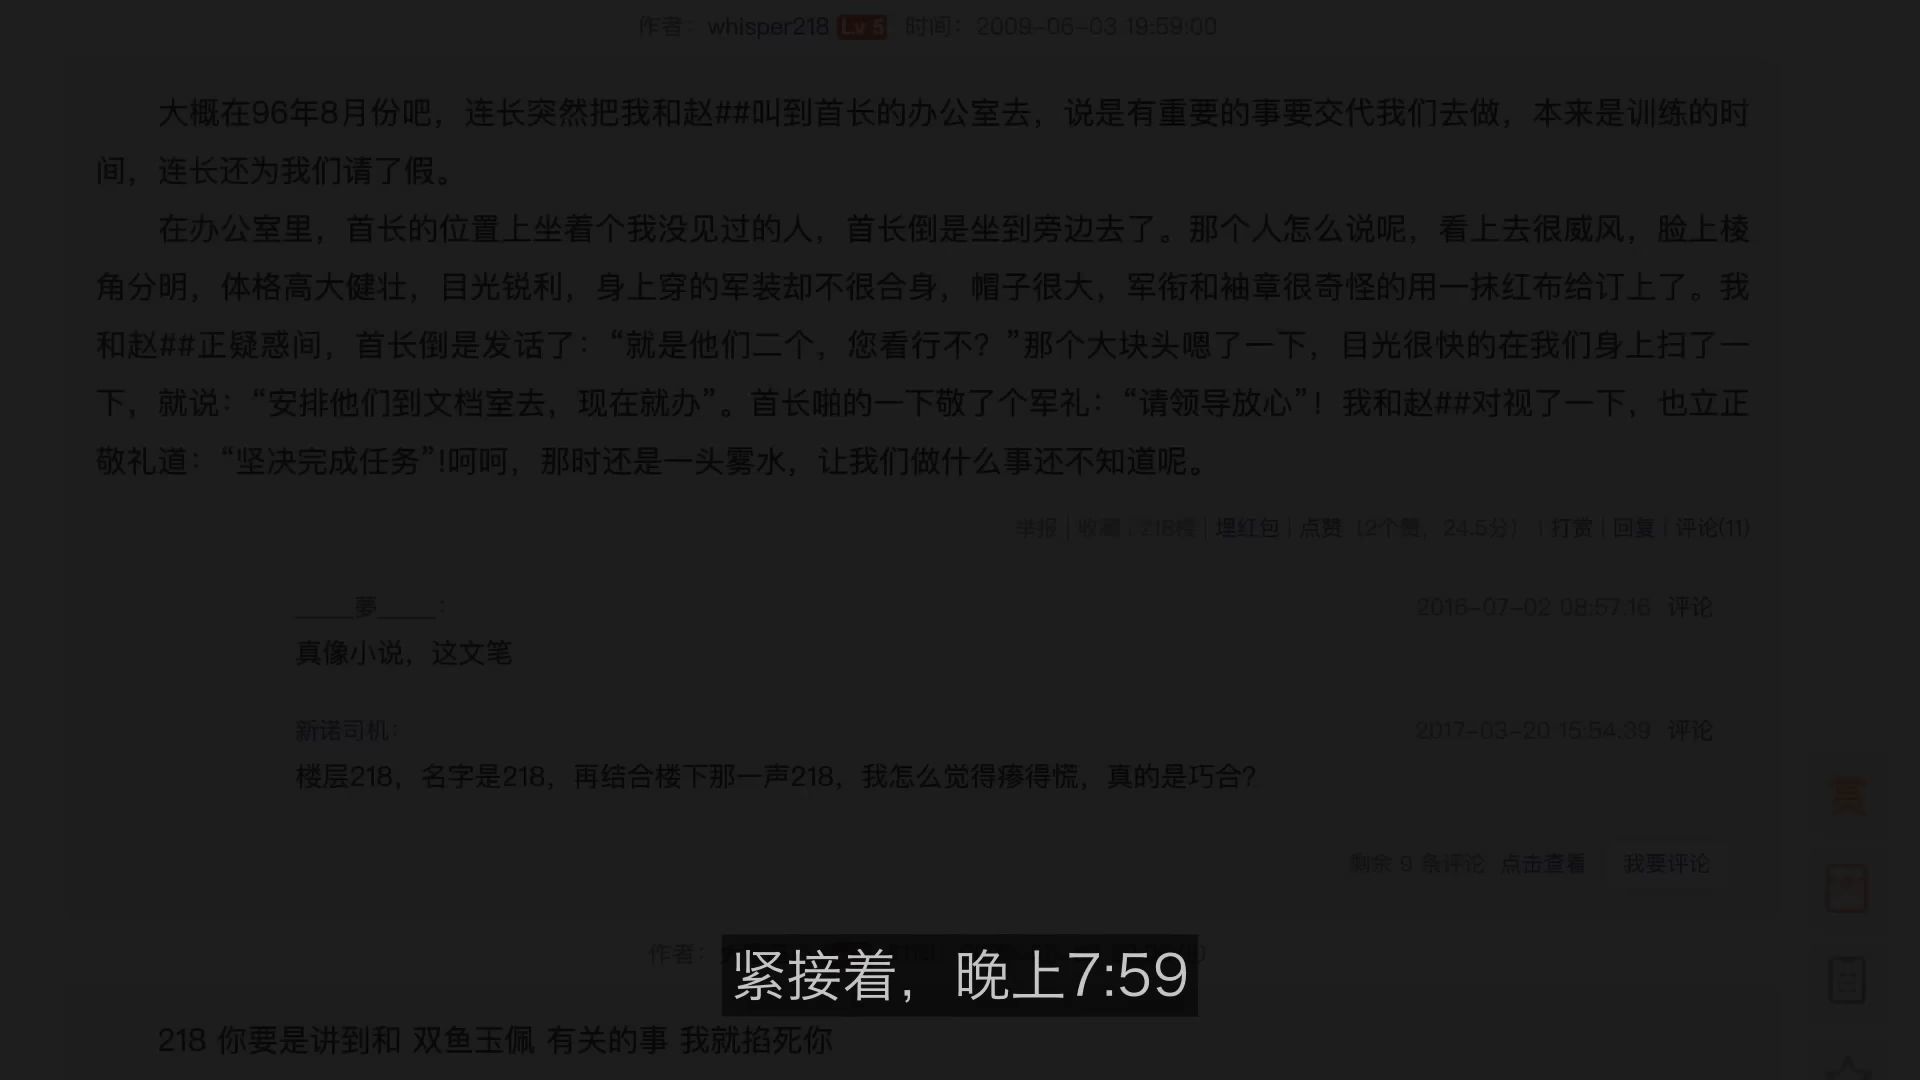 作者：whisper218 Lv 5 时间：2009-06-03 19:59:00
大概在96年8月份吧，连长突然把我和赵##叫到首长的办公室去，说是有重要的事要交代我们去做，本来是训练的时
间，连长还为我们请了假。
在办公室里，首长的位置上坐着个我没见过的人，首长倒是坐到旁边去了。那个人怎么说呢，看上去很威风，脸上棱
角分明，体格高大健壮，目光锐利，身上穿的军装却不很合身，帽子很大，军衔和袖章很奇怪的用一抹红布给订上了。我
和赵##正疑惑间，首长倒是发话了：“就是他们二个，您看行不？”那个大块头嗯了一下，目光很快的在我们身上扫了一
下，就说：“安排他们到文档室去，现在就办”。首长啪的一下敬了个军礼：“请领导放心”！我和赵##对视了一下，也立正
敬礼道：“坚决完成任务”!呵呵，那时还是一头雾水，让我们做什么事还不知道呢。
举报 | 收藏 | 218楼 | 埋红包 | 点赞（2个赞，24.5分） | 打赏 | 回复 | 评论(11)
_____夢_____： 2016-07-02 08:57:16 评论
真像小说，这文笔
新诺司机： 2017-03-20 15:54:39 评论
楼层218，名字是218，再结合楼下那一声218，我怎么觉得瘆得慌，真的是巧合？
剩余 9 条评论 点击查看 我要评论
赏
作者：
紧接着，晚上7:59
218 你要是讲到和 双鱼玉佩 有关的事 我就掐死你